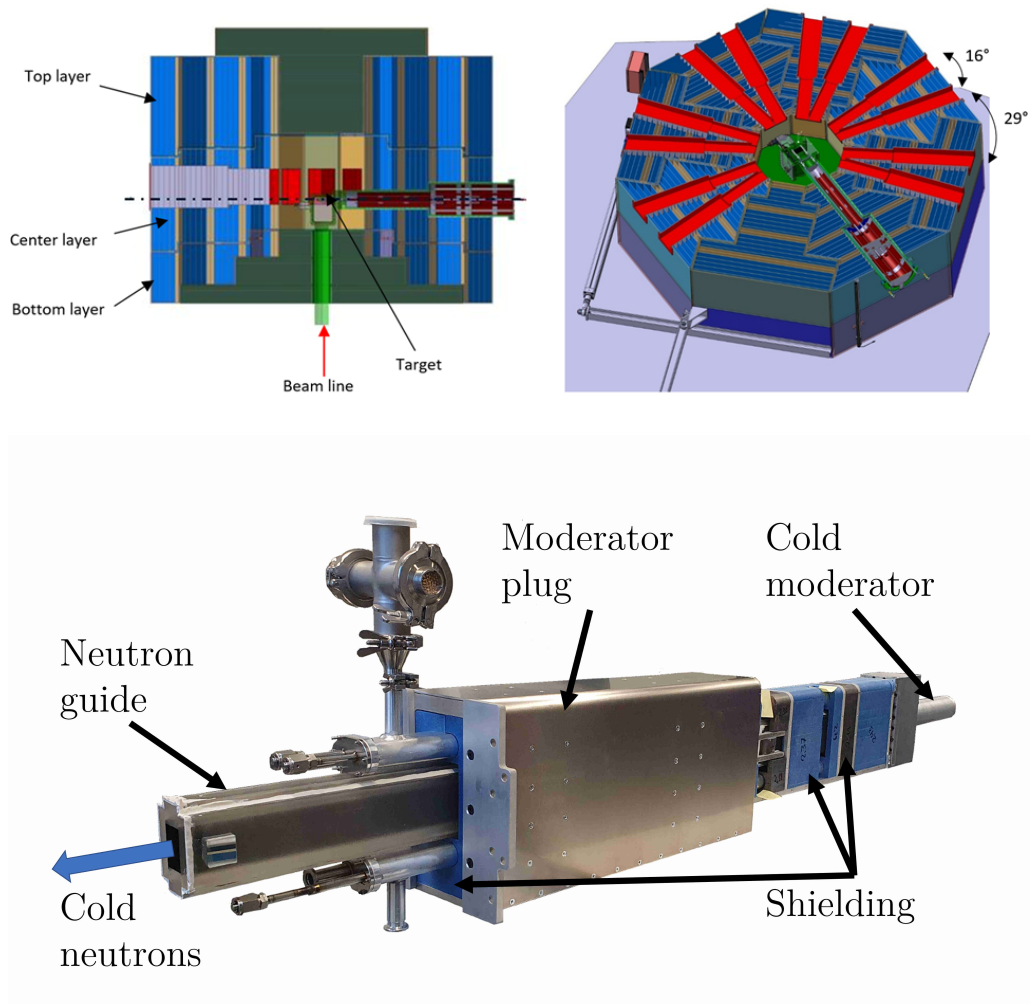 Top layer
Center layer
Bottom layer
Beam line
Target
16°
29°
Moderator
plug
Cold
moderator
Neutron
guide
Cold
neutrons
Shielding